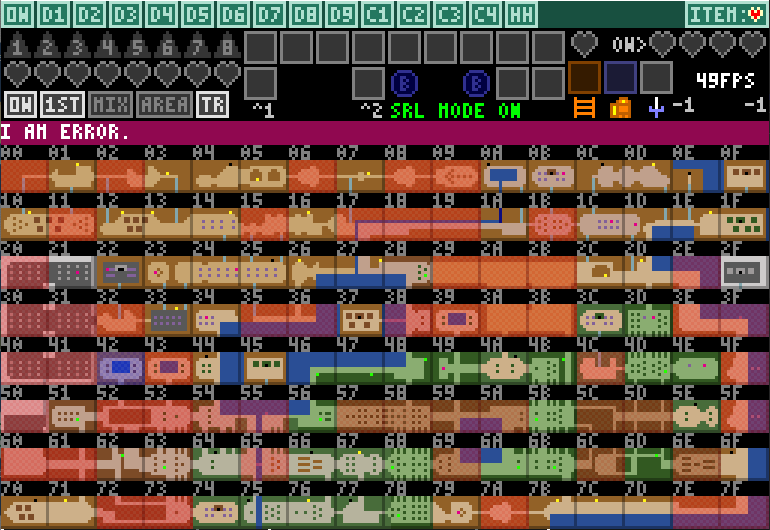 OW D1 D2 D3 D4 D5 D6 D7 D8 D9 C1 C2 C3 C4 HH ITEM:
1 2 3 4 5 6 7 8 OW>
B B 49FPS
OW 1ST MIX AREA TR ^1 ^2 SRL MODE ON -1 -1
I AM ERROR.
00 01 02 03 04 05 06 07 08 09 0A 0B 0C 0D 0E 0F
10 11 12 13 14 15 16 17 18 19 1A 1B 1C 1D 1E 1F
20 21 22 23 24 25 26 27 28 29 2A 2B 2C 2D 2E 2F
30 31 32 33 34 35 36 37 38 39 3A 3B 3C 3D 3E 3F
40 41 42 43 44 45 46 47 48 49 4A 4B 4C 4D 4E 4F
50 51 52 53 54 55 56 57 58 59 5A 5B 5C 5D 5E 5F
60 61 62 63 64 65 66 67 68 69 6A 6B 6C 6D 6E 6F
70 71 72 73 74 75 76 77 78 79 7A 7B 7C 7D 7E 7F